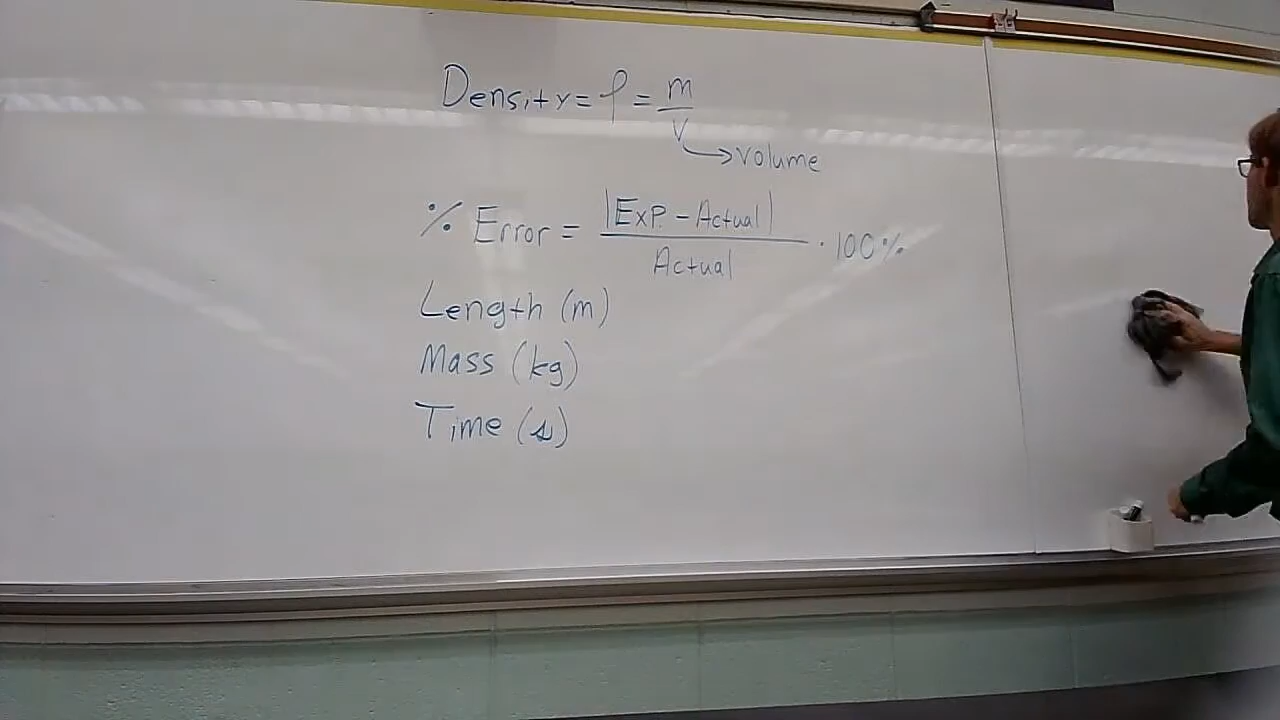 Density = ρ = m/v
→ volume
% Error = |Exp. - Actual| / Actual · 100%
Length (m)
Mass (kg)
Time (s)